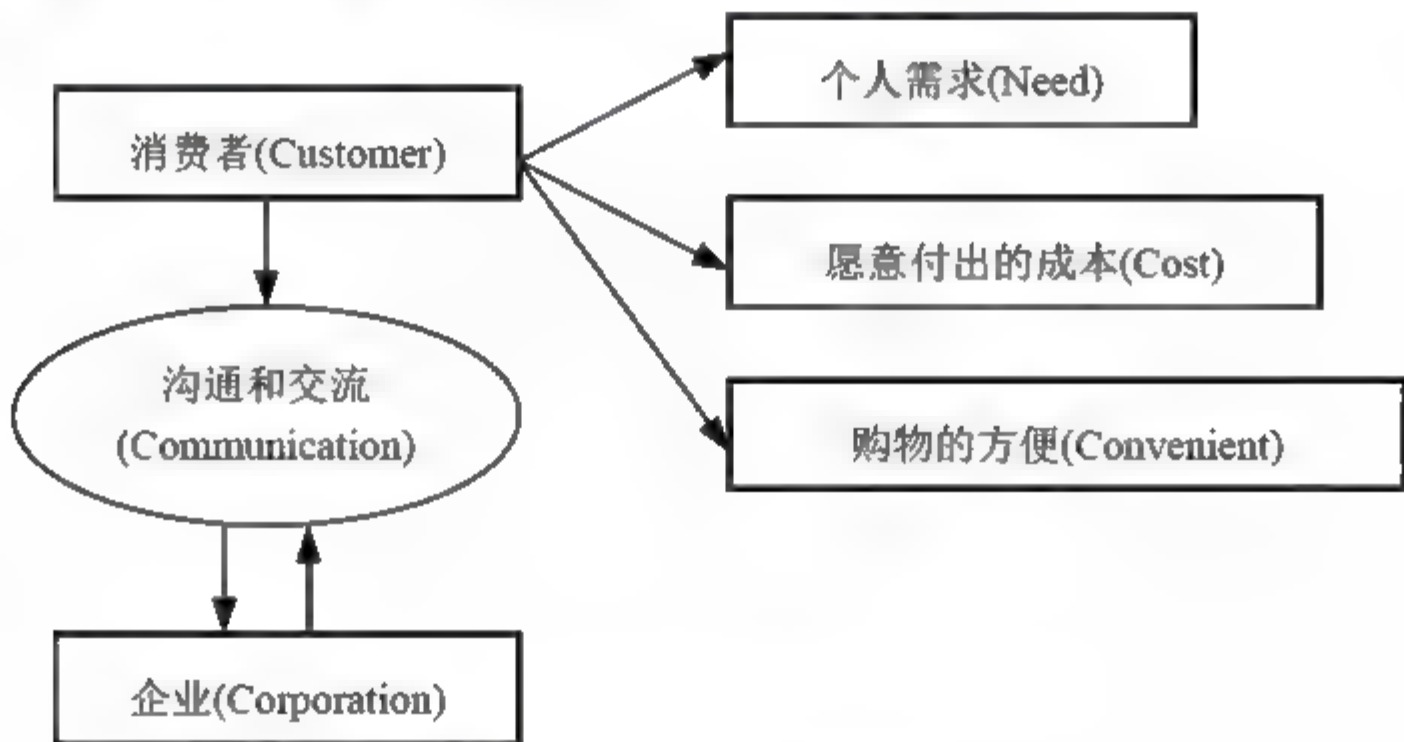 个人需求(Need)
消费者(Customer)
愿意付出的成本(Cost)
沟通和交流
(Communication)
购物的方便(Convenient)
企业(Corporation)